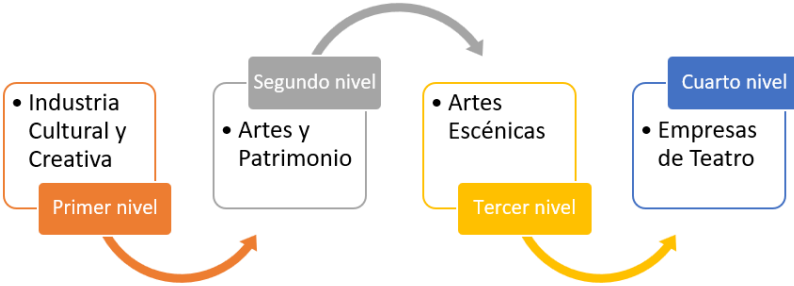 • Industria
Cultural y
Creativa
Primer nivel
Segundo nivel
• Artes y
Patrimonio
• Artes
Escénicas
Tercer nivel
Cuarto nivel
• Empresas
de Teatro